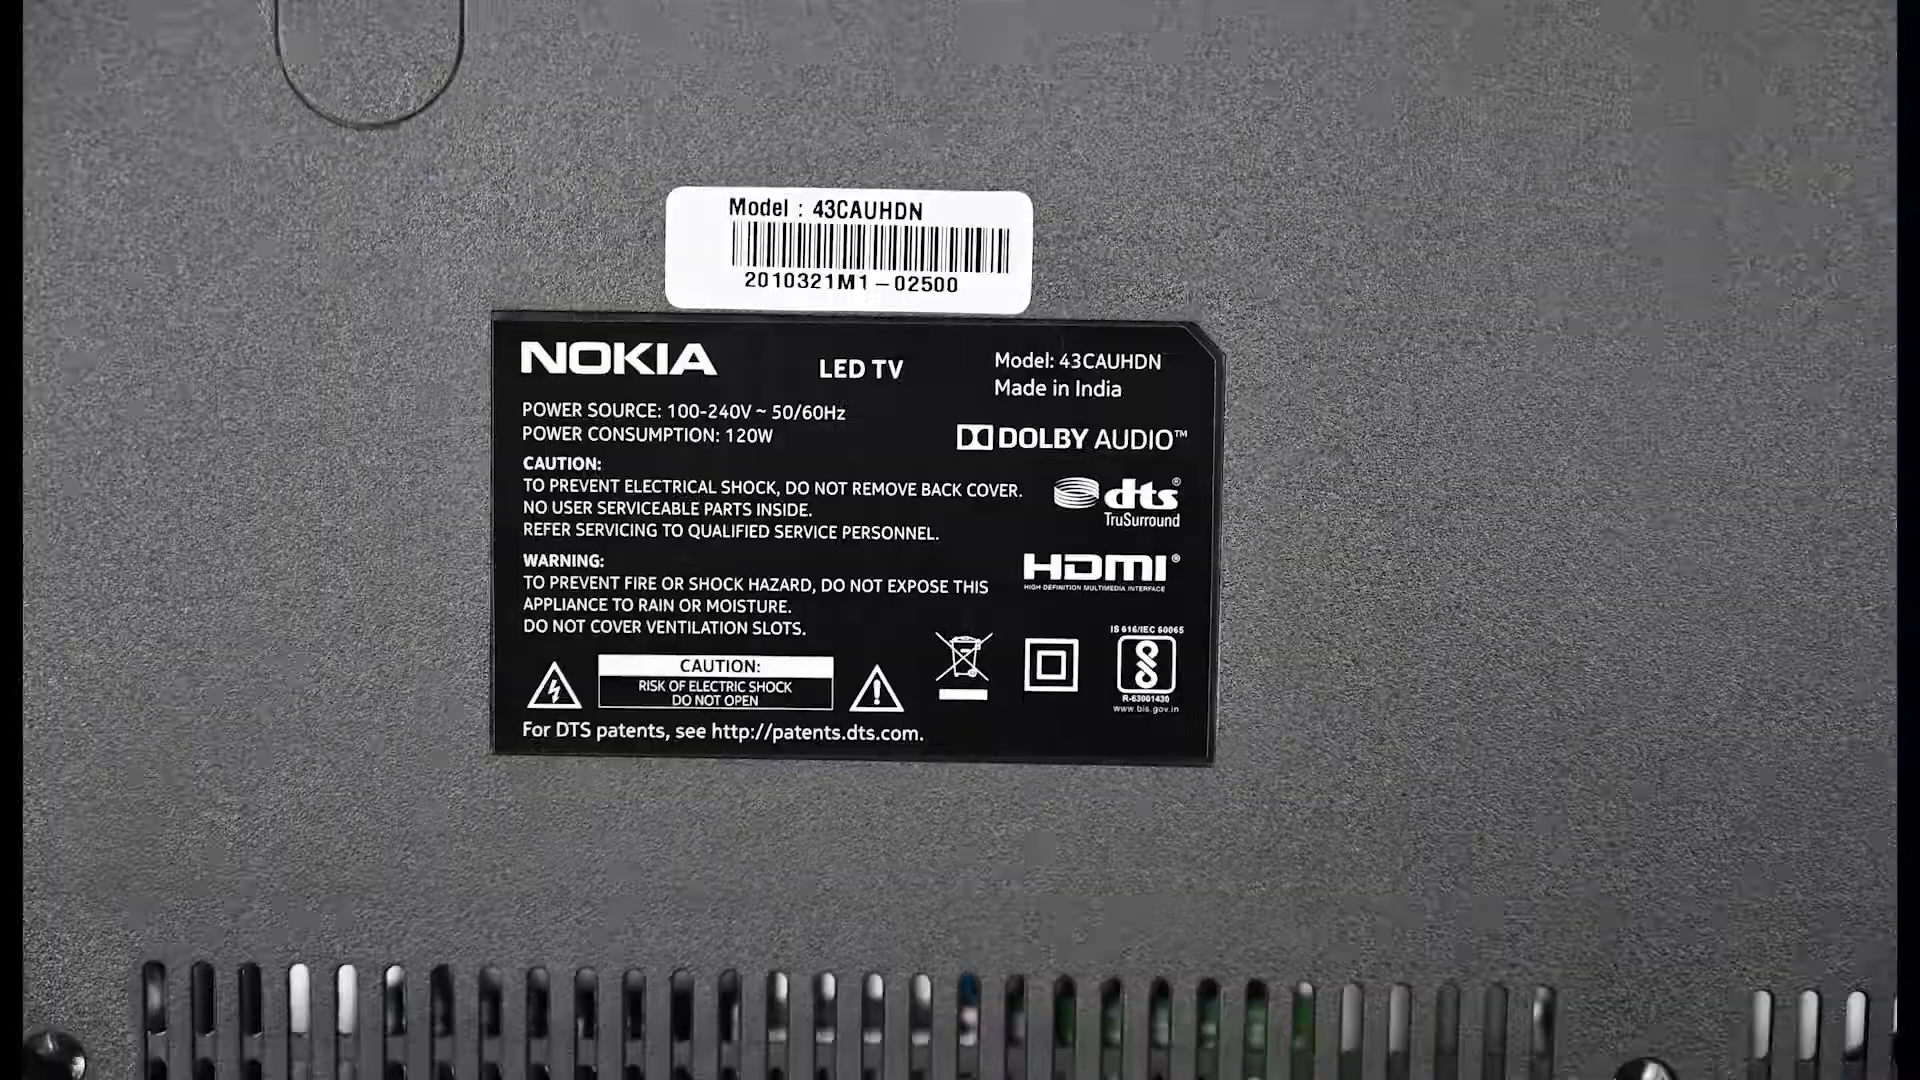 Model : 43CAUHDN
2010321M1-02500
NOKIA
LED TV
Model: 43CAUHDN
Made in India
POWER SOURCE: 100-240V ~ 50/60Hz
POWER CONSUMPTION: 120W
DOLBY AUDIO™
CAUTION:
TO PREVENT ELECTRICAL SHOCK, DO NOT REMOVE BACK COVER.
NO USER SERVICEABLE PARTS INSIDE.
REFER SERVICING TO QUALIFIED SERVICE PERSONNEL.
dts®
TruSurround
WARNING:
TO PREVENT FIRE OR SHOCK HAZARD, DO NOT EXPOSE THIS
APPLIANCE TO RAIN OR MOISTURE.
DO NOT COVER VENTILATION SLOTS.
HDMI®
HIGH-DEFINITION MULTIMEDIA INTERFACE
CAUTION:
RISK OF ELECTRIC SHOCK
DO NOT OPEN
IS 616/IEC 60065
R-63001430
www.bis.gov.in
For DTS patents, see http://patents.dts.com.